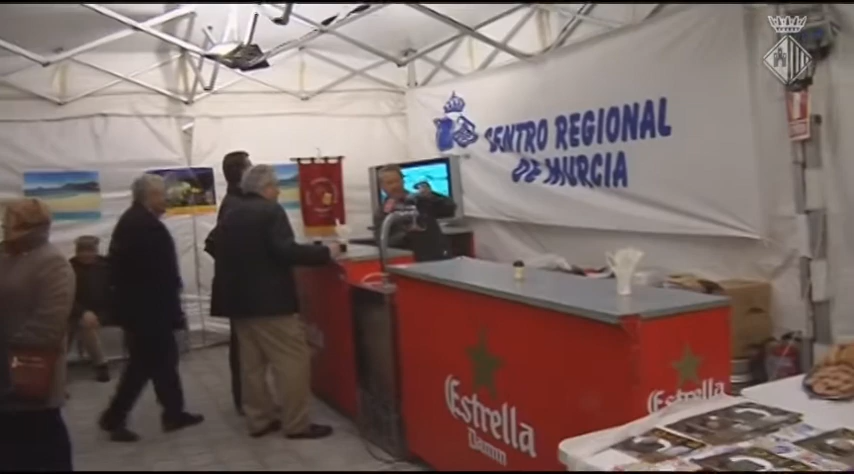 CENTRO REGIONAL
DE MURCIA
Estrella
Damm
Estrella